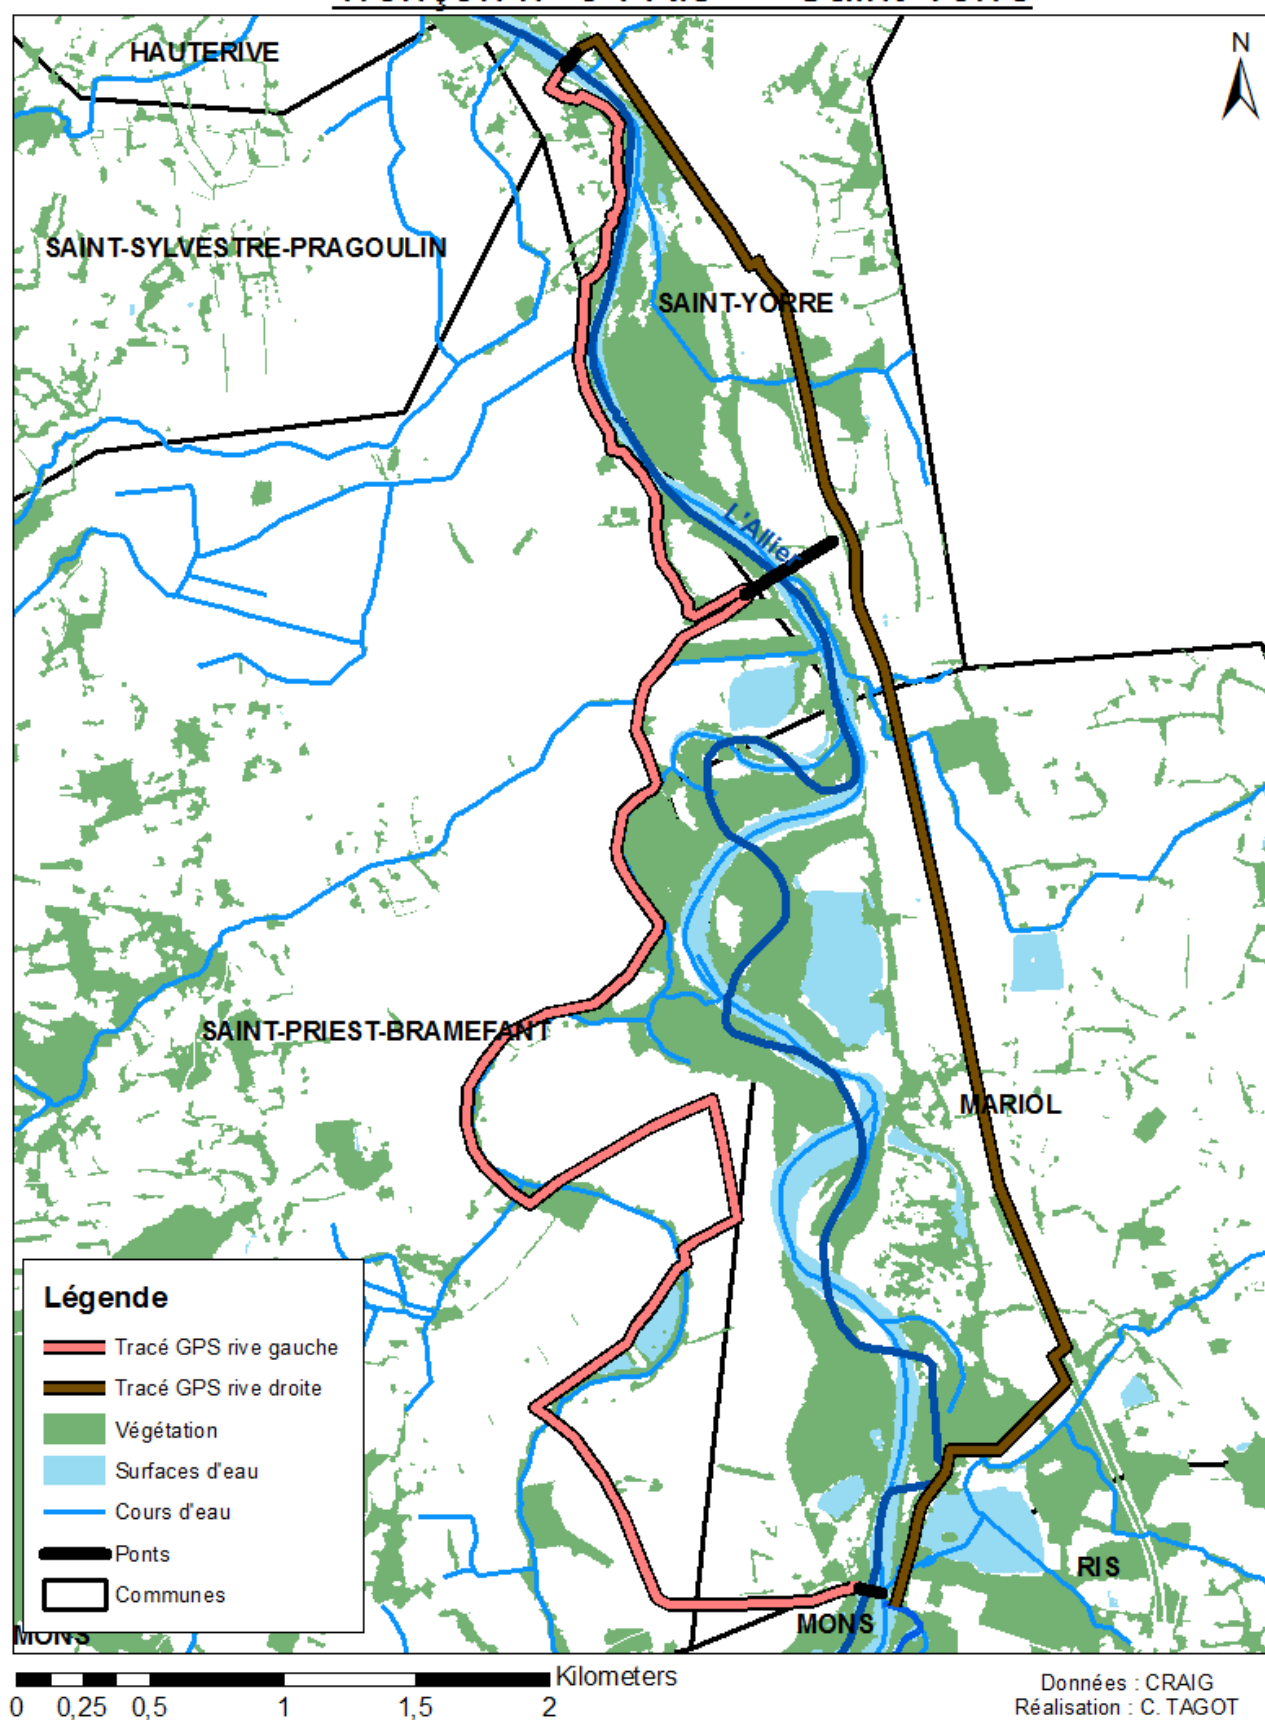 HAUTERIVE
N
SAINT-SYLVESTRE-PRAGOULIN
SAINT-YORRE
L'Allier
SAINT-PRIEST-BRAMEFANT
MARIOL
Légende
Tracé GPS rive gauche
Tracé GPS rive droite
Végétation
Surfaces d'eau
Cours d'eau
Ponts
Communes
RIS
MONS
MONS
Kilometers
0 0,25 0,5 1 1,5 2
Données : CRAIG
Réalisation : C. TAGOT